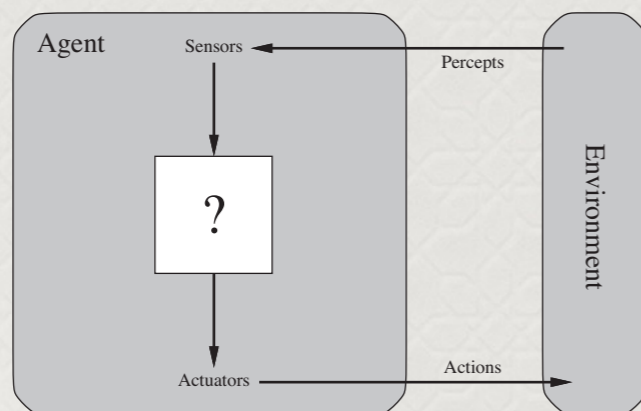 Agent
Sensors
Percepts
?
Environment
Actuators
Actions